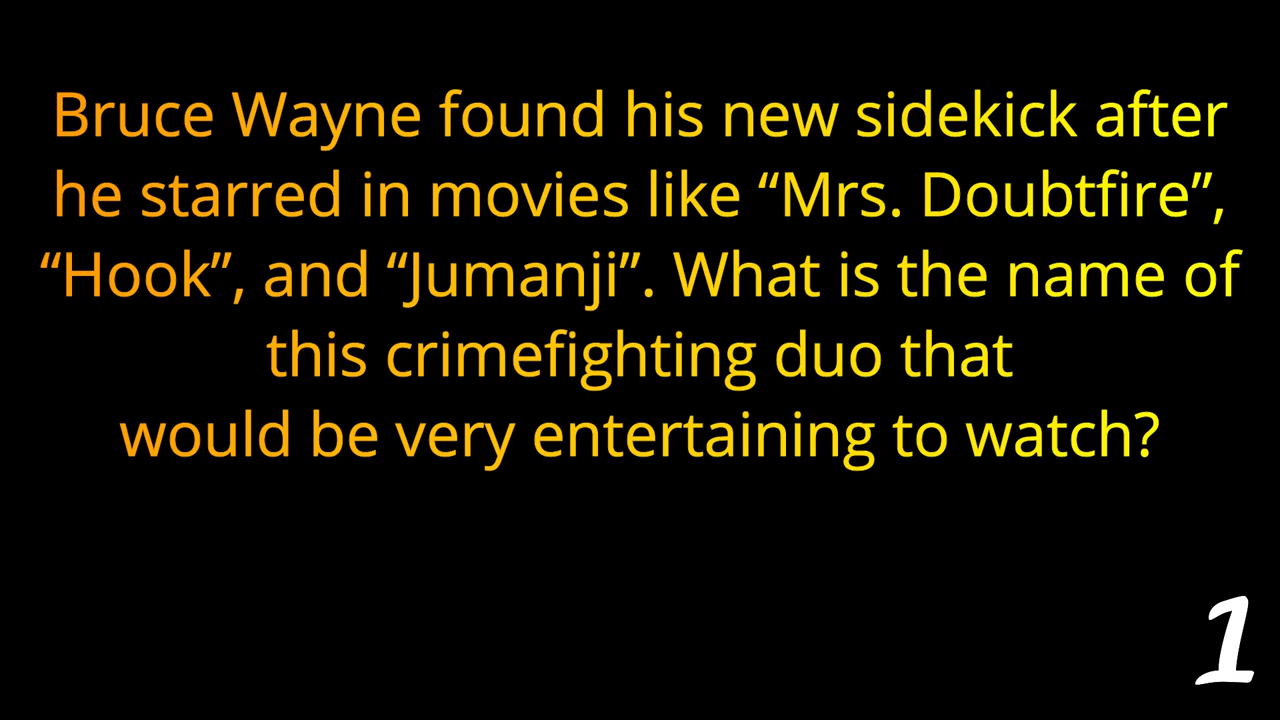 Bruce Wayne found his new sidekick after
he starred in movies like “Mrs. Doubtfire”,
“Hook”, and “Jumanji”. What is the name of
this crimefighting duo that
would be very entertaining to watch?
1